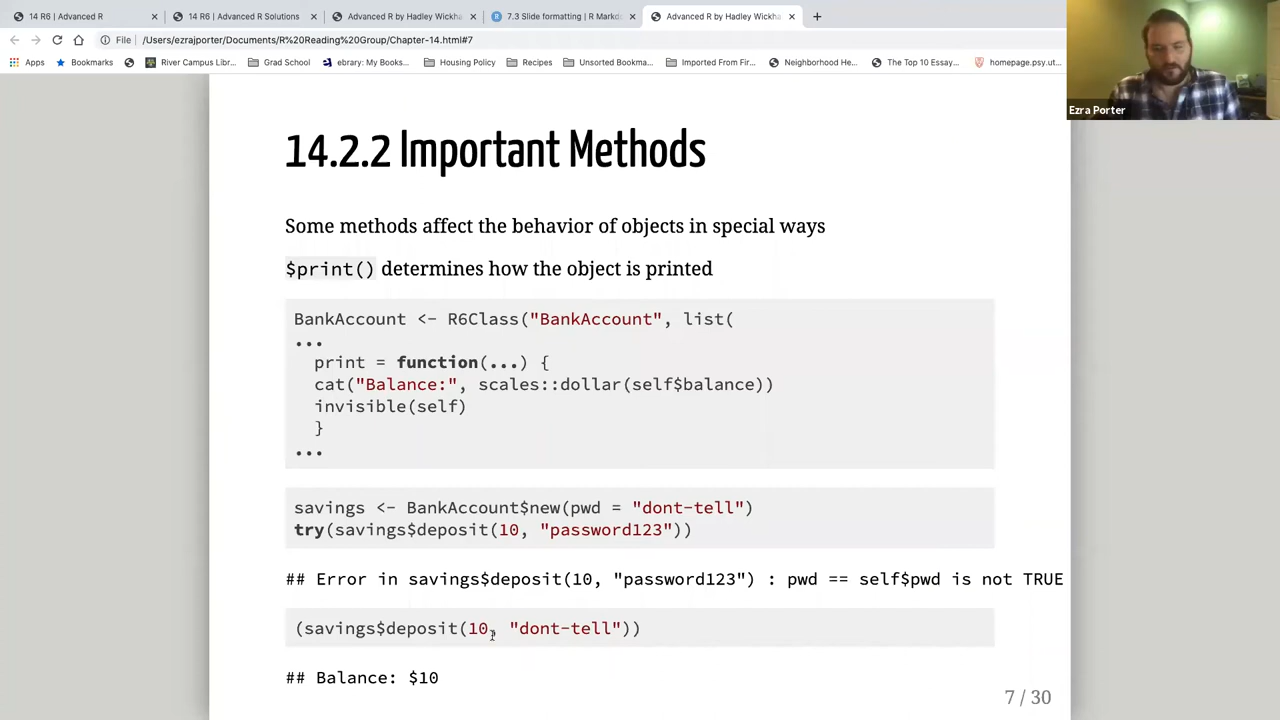 14 R6 | Advanced R
14 R6 | Advanced R Solutions
Advanced R by Hadley Wickha
7.3 Slide formatting | R Markd
Advanced R by Hadley Wickha
File
/Users/ezrajporter/Documents/R%20Reading%20Group/Chapter-14.html#7
Apps
Bookmarks
River Campus Libr...
Grad School
ebrary: My Books...
Housing Policy
Recipes
Unsorted Bookma...
Imported From Fir...
Neighborhood He...
The Top 10 Essay...
homepage.psy.ut...
Ezra Porter
14.2.2 Important Methods
Some methods affect the behavior of objects in special ways
$print() determines how the object is printed
BankAccount <- R6Class("BankAccount", list(
...
print = function(...) {
cat("Balance:", scales::dollar(self$balance))
invisible(self)
}
...
savings <- BankAccount$new(pwd = "dont-tell")
try(savings$deposit(10, "password123"))
## Error in savings$deposit(10, "password123") : pwd == self$pwd is not TRUE
(savings$deposit(10, "dont-tell"))
## Balance: $10
7 / 30